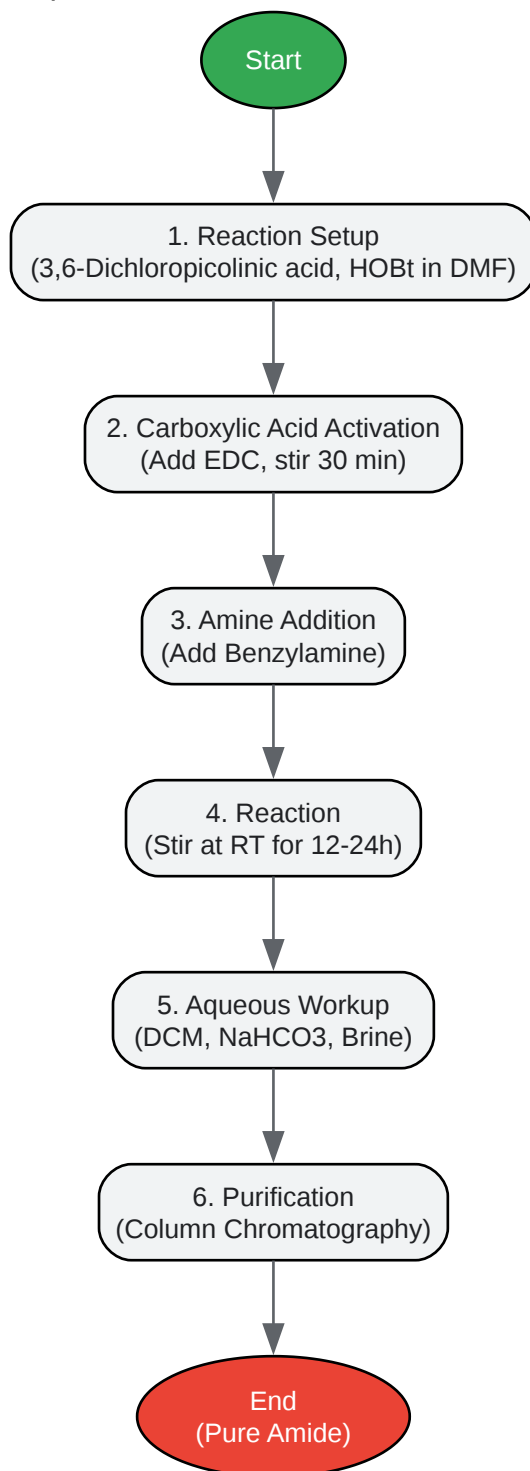 Start
1. Reaction Setup
(3,6-Dichloropicolinic acid, HOBt in DMF)
2. Carboxylic Acid Activation
(Add EDC, stir 30 min)
3. Amine Addition
(Add Benzylamine)
4. Reaction
(Stir at RT for 12-24h)
5. Aqueous Workup
(DCM, NaHCO3, Brine)
6. Purification
(Column Chromatography)
End
(Pure Amide)